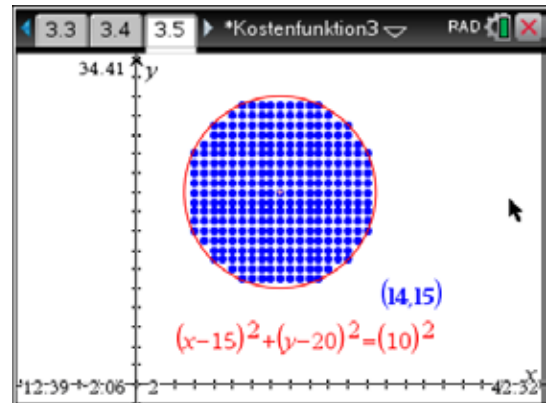 3.3 3.4 3.5 *Kostenfunktion3 RAD
34.41 y
(14,15)
(x-15)^2+(y-20)^2=(10)^2
-12.39 -2.06 2 x 42.32